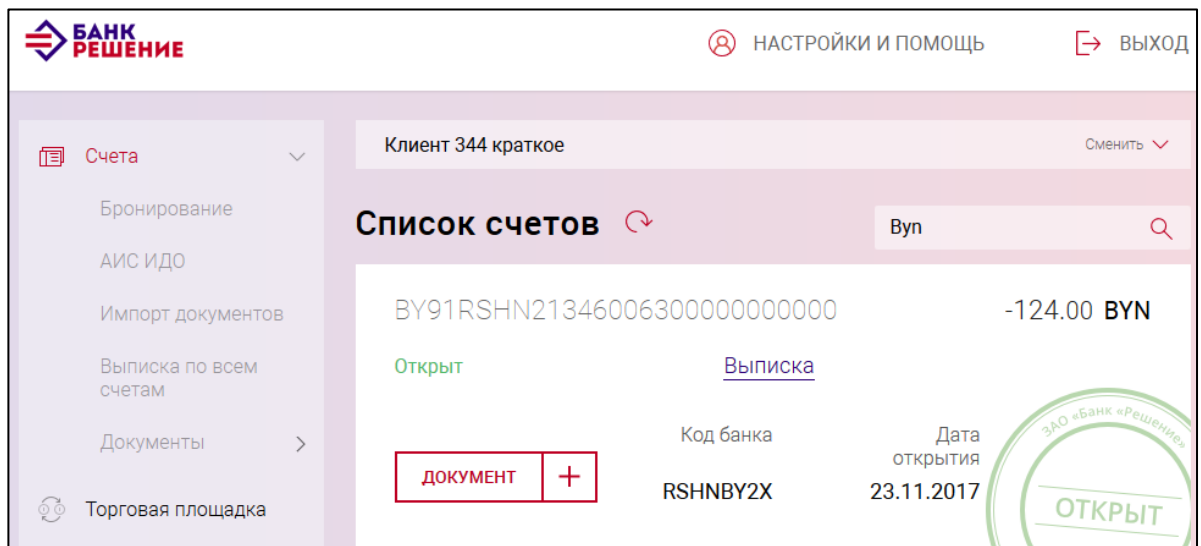 БАНК
РЕШЕНИЕ
НАСТРОЙКИ И ПОМОЩЬ
ВЫХОД
Счета
Бронирование
АИС ИДО
Импорт документов
Выписка по всем
счетам
Документы
Торговая площадка
Клиент 344 краткое
Сменить
Список счетов
Byn
BY91RSHN21346006300000000000
-124.00 BYN
Открыт
Выписка
ДОКУМЕНТ +
Код банка
RSHNBY2X
Дата
открытия
23.11.2017
ЗАО «Банк «Решение»
ОТКРЫТ